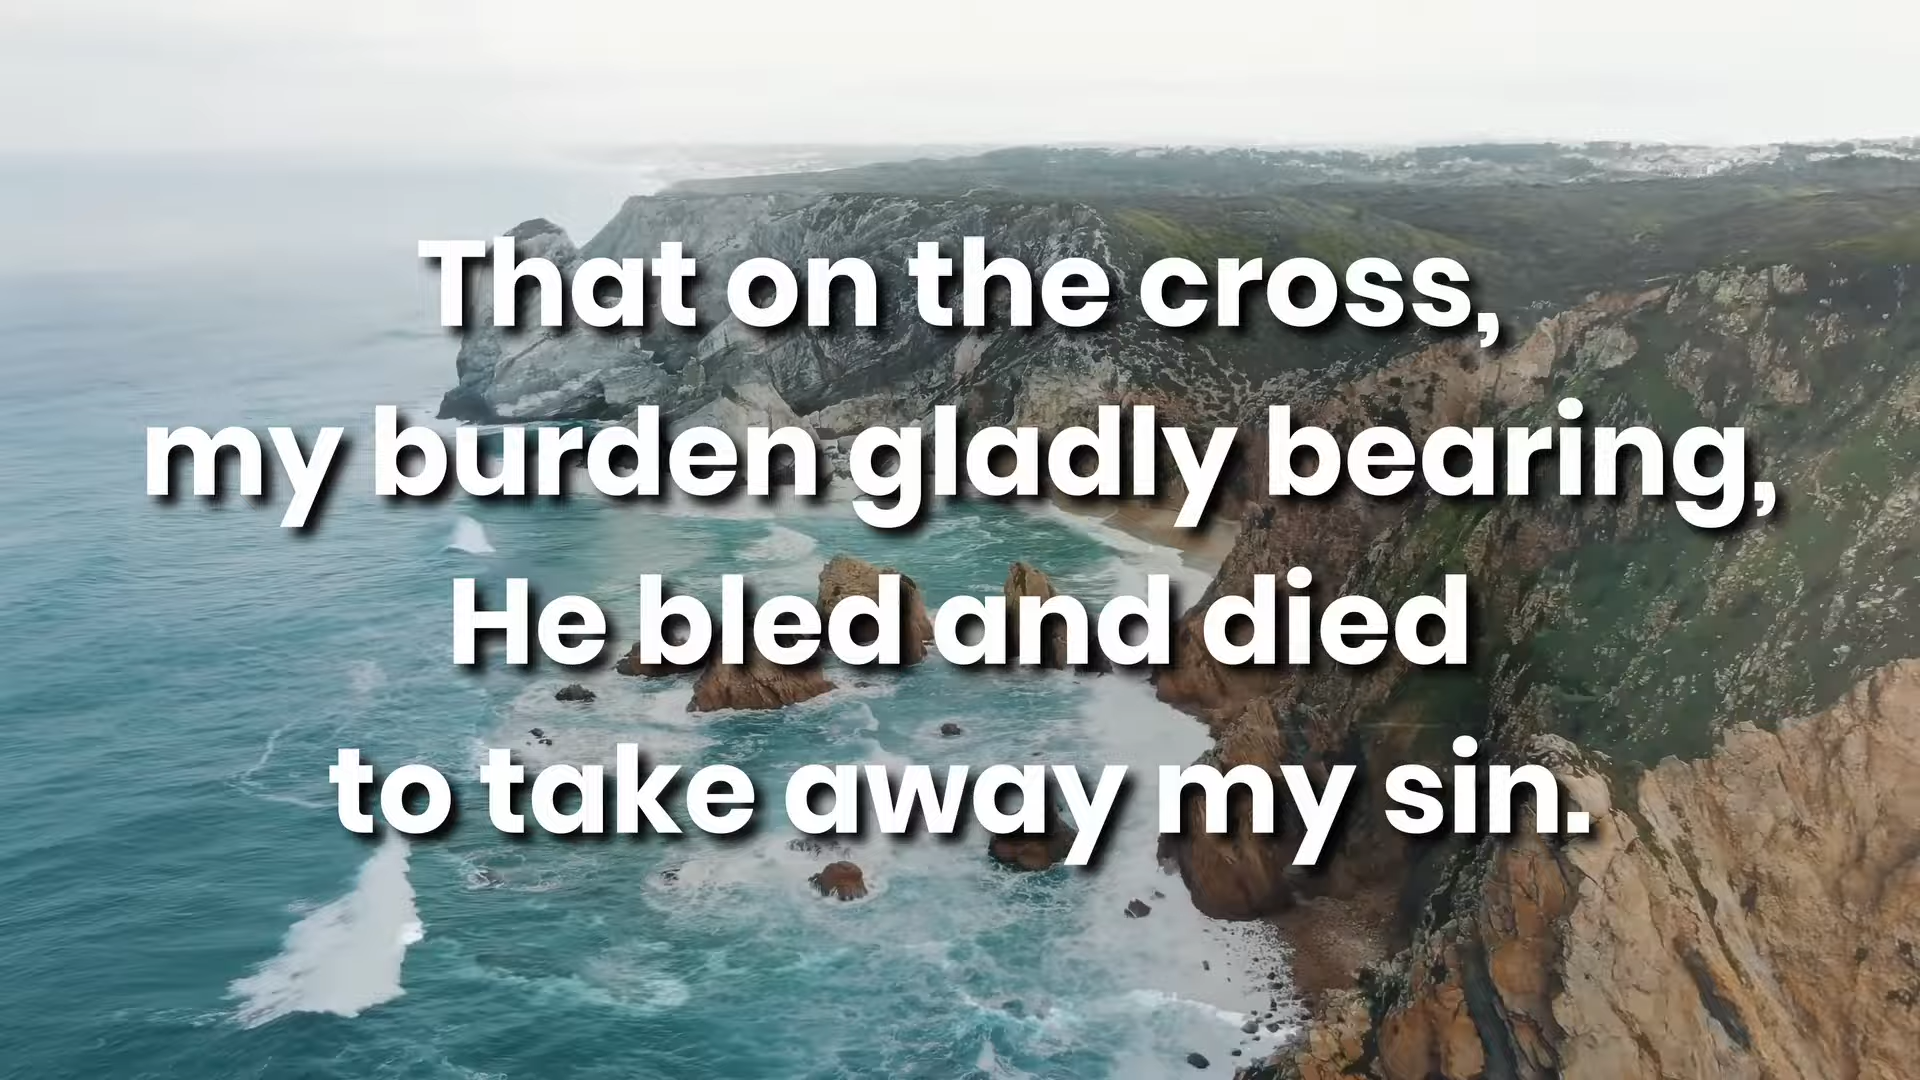 That on the cross,
my burden gladly bearing,
He bled and died
to take away my sin.